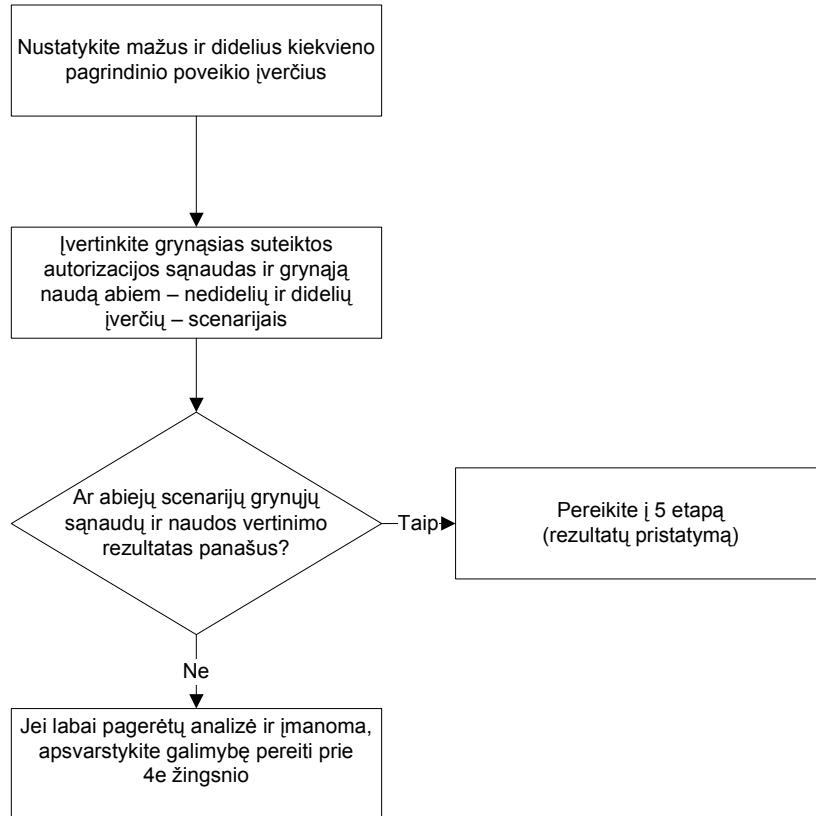 Nustatykite mažus ir didelius kiekvieno
pagrindinio poveikio įverčius
Įvertinkite grynąsias suteiktos
autorizacijos sąnaudas ir grynąją
naudą abiem – nedidelių ir didelių
įverčių – scenarijais
Ar abiejų scenarijų grynųjų
sąnaudų ir naudos vertinimo
rezultatas panašus?
Taip
Pereikite į 5 etapą
(rezultatų pristatymą)
Ne
Jei labai pagerėtų analizė ir įmanoma,
apsvarstykite galimybę pereiti prie
4e žingsnio